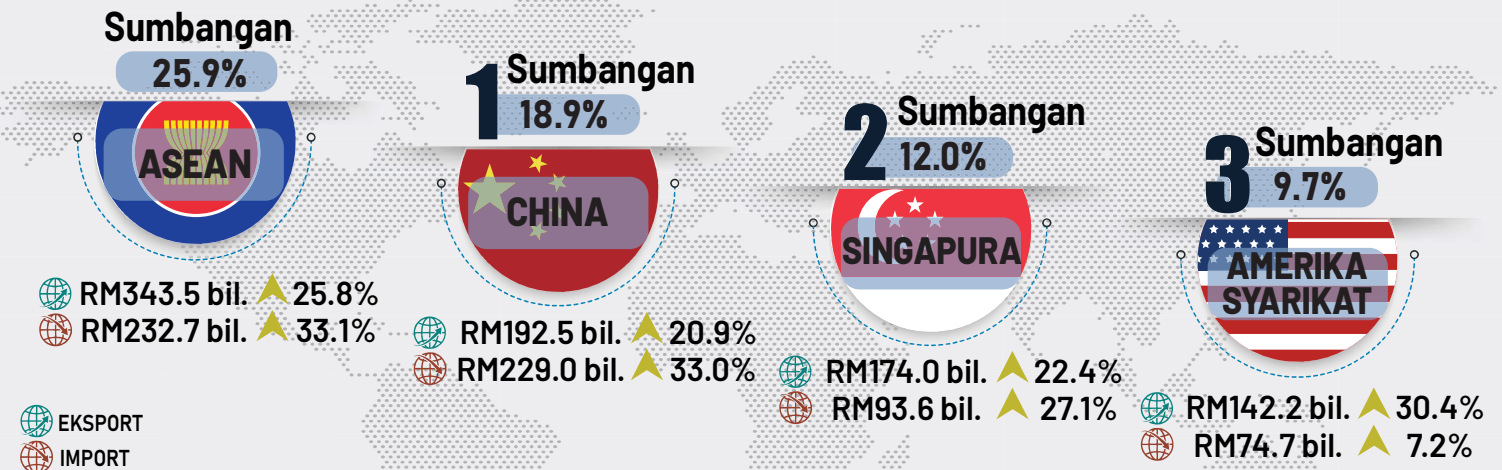 Sumbangan
25.9%
ASEAN
RM343.5 bil. 25.8%
RM232.7 bil. 33.1%
1 Sumbangan
18.9%
CHINA
RM192.5 bil. 20.9%
RM229.0 bil. 33.0%
2 Sumbangan
12.0%
SINGAPURA
RM174.0 bil. 22.4%
RM93.6 bil. 27.1%
3 Sumbangan
9.7%
AMERIKA
SYARIKAT
RM142.2 bil. 30.4%
RM74.7 bil. 7.2%
EKSPORT
IMPORT